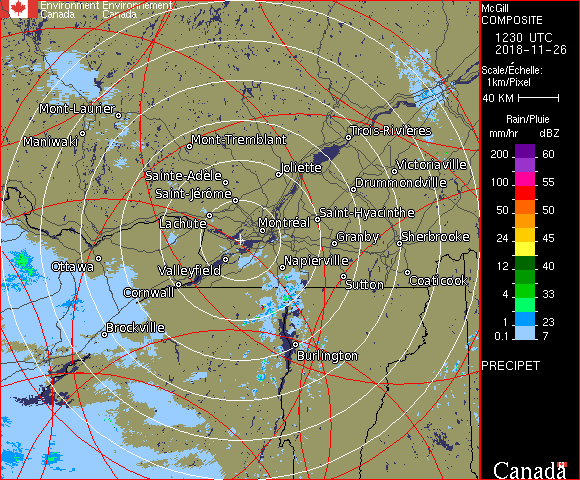 Environment Environnement
Canada Canada
McGill
COMPOSITE
1230 UTC
2018-11-26
Scale/Échelle:
1km/Pixel
40 KM
Rain/Pluie
mm/hr dBZ
200 60
100 55
50 50
24 45
12 40
4 33
1 23
0.1 7
PRECIPET
Canada
Mont-Laurier
Maniwaki
Mont-Tremblant
Trois-Rivières
Sainte-Adèle
Joliette
Victoriaville
Saint-Jérôme
Drummondville
Lachute
Montréal
Saint-Hyacinthe
Granby
Sherbrooke
Ottawa
Valleyfield
Napierville
Cornwall
Sutton
Coaticook
Brockville
Burlington